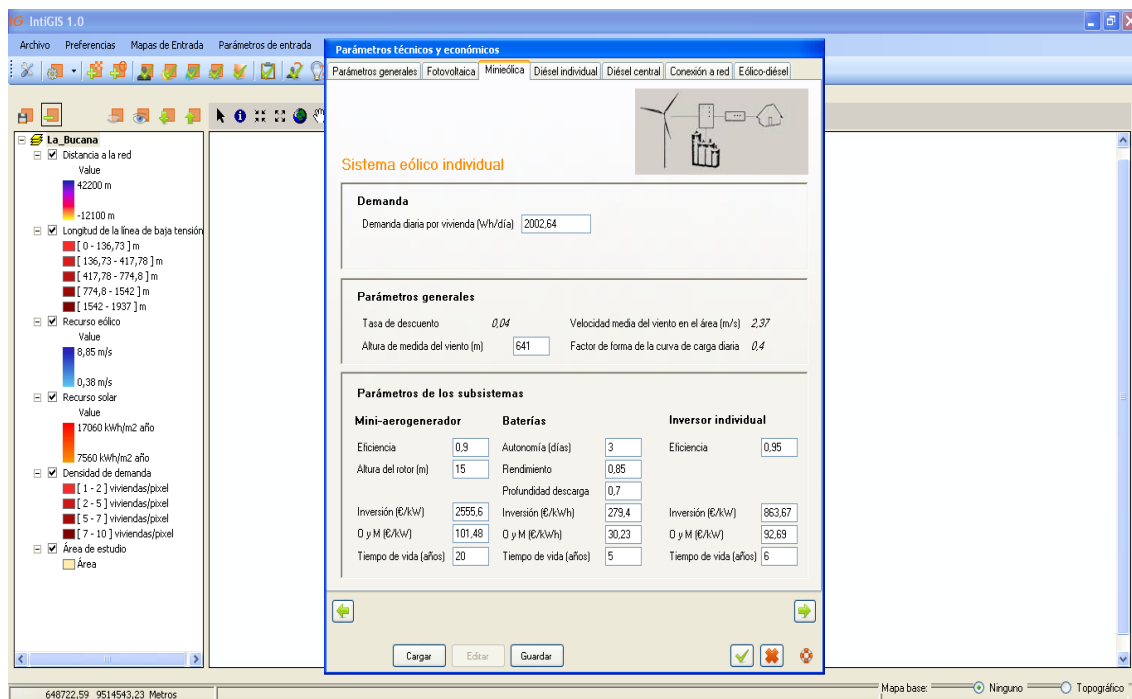 IG IntiGIS 1.0
Archivo Preferencias Mapas de Entrada Parámetros de entrada
La_Bucana
Distancia a la red
Value
42200 m
-12100 m
Longitud de la línea de baja tensión
[ 0 - 136,73 ] m
[ 136,73 - 417,78 ] m
[ 417,78 - 774,8 ] m
[ 774,8 - 1542 ] m
[ 1542 - 1937 ] m
Recurso eólico
Value
8,85 m/s
0,38 m/s
Recurso solar
Value
17060 kWh/m2 año
7560 kWh/m2 año
Densidad de demanda
[ 1 - 2 ] viviendas/pixel
[ 2 - 5 ] viviendas/pixel
[ 5 - 7 ] viviendas/pixel
[ 7 - 10 ] viviendas/pixel
Área de estudio
Área
Parámetros técnicos y económicos
Parámetros generales Fotovoltaica Minieólica Diésel individual Diésel central Conexión a red Eólico-diésel
Sistema eólico individual
Demanda
Demanda diaria por vivienda (Wh/día) 2002,64
Parámetros generales
Tasa de descuento 0,04 Velocidad media del viento en el área (m/s) 2,37
Altura de medida del viento (m) 641 Factor de forma de la curva de carga diaria 0,4
Parámetros de los subsistemas
Mini-aerogenerador Baterías Inversor individual
Eficiencia 0,9 Autonomía (días) 3 Eficiencia 0,95
Altura del rotor (m) 15 Rendimiento 0,85
Profundidad descarga 0,7
Inversión (€/kW) 2555,6 Inversión (€/kWh) 279,4 Inversión (€/kW) 863,67
O y M (€/kW) 101,48 O y M (€/kWh) 30,23 O y M (€/kW) 92,69
Tiempo de vida (años) 20 Tiempo de vida (años) 5 Tiempo de vida (años) 6
Cargar Editar Guardar
648722,59 9514543,23 Metros
Mapa base: Ninguno Topográfico